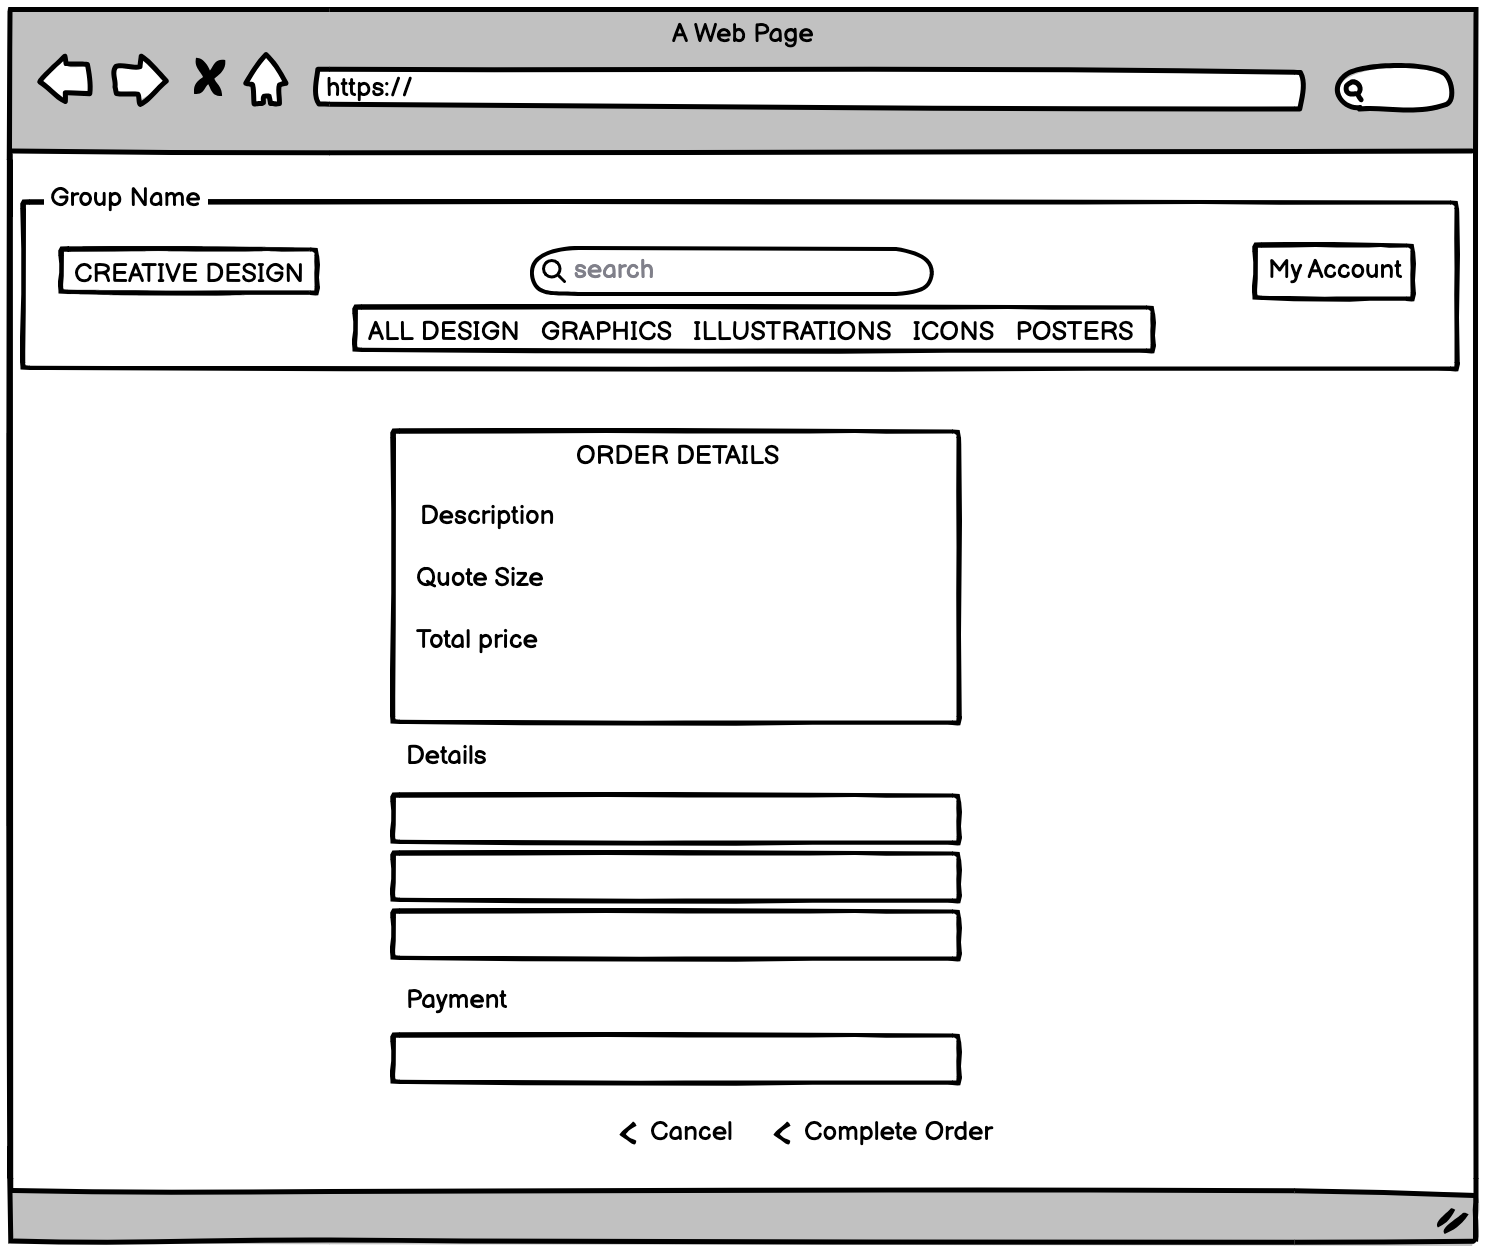 A Web Page
https://
Group Name
CREATIVE DESIGN
search
My Account
ALL DESIGN GRAPHICS ILLUSTRATIONS ICONS POSTERS
ORDER DETAILS
Description
Quote Size
Total price
Details
Payment
Cancel
Complete Order